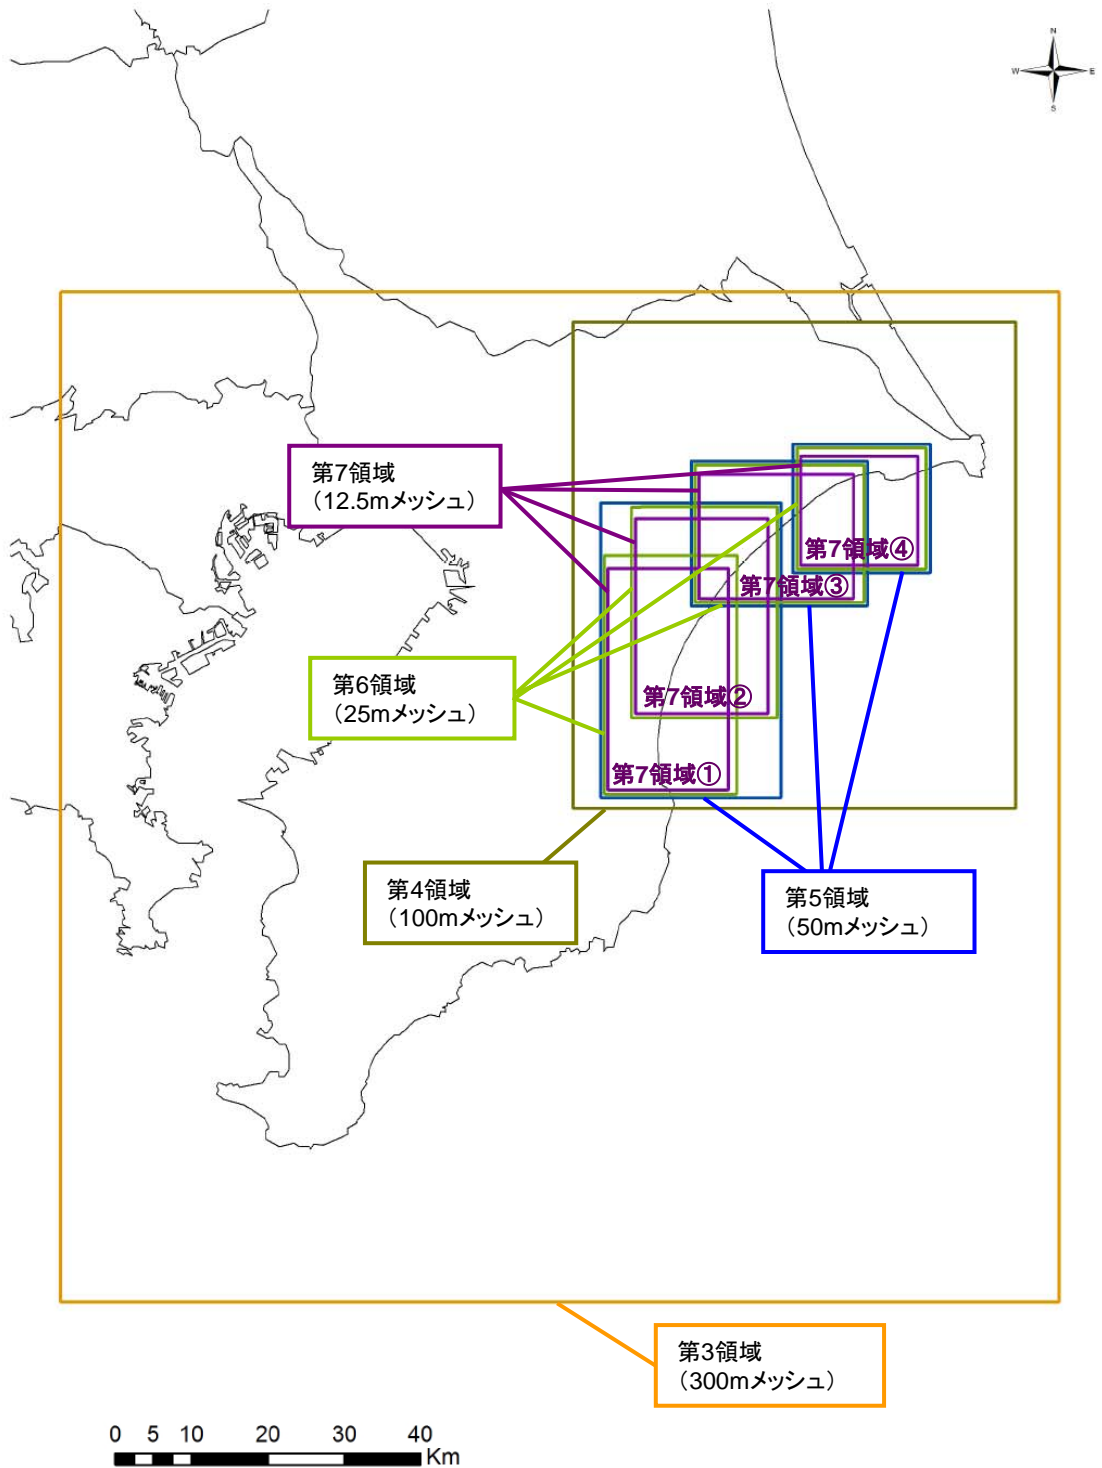 N
W
E
S
第7領域
（12.5mメッシュ）
第7領域④
第7領域③
第6領域
（25mメッシュ）
第7領域②
第7領域①
第4領域
（100mメッシュ）
第5領域
（50mメッシュ）
第3領域
（300mメッシュ）
0 5 10 20 30 40
Km